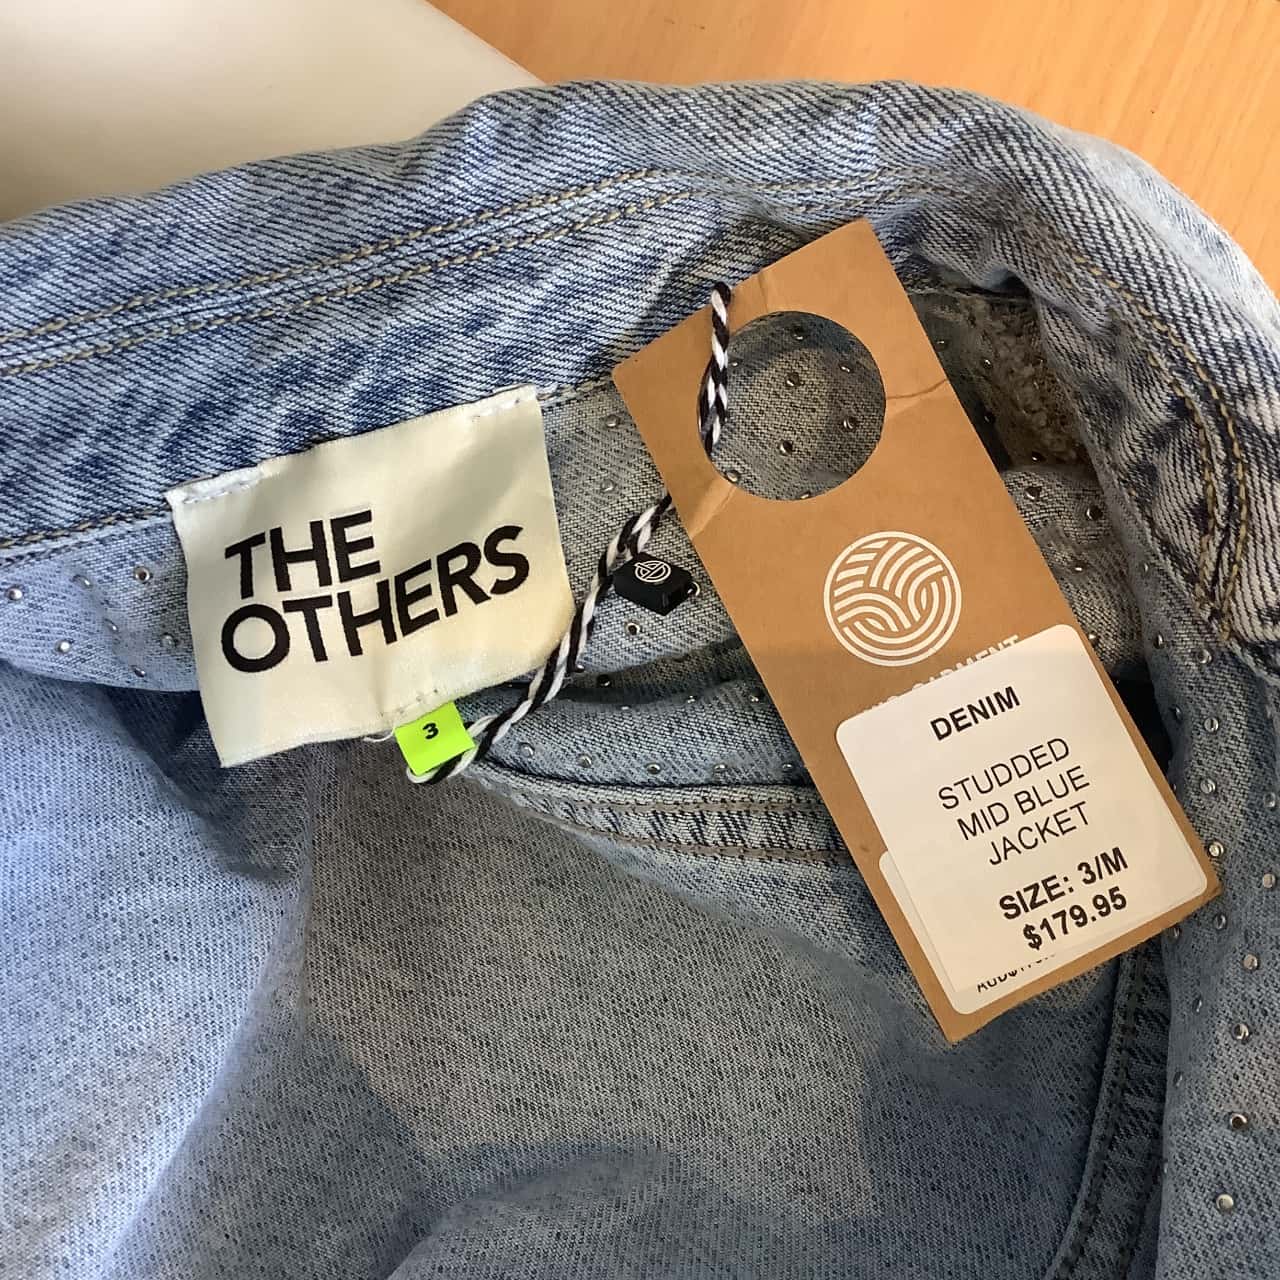 THE
OTHERS
3
DENIM
STUDDED
MID BLUE
JACKET
SIZE: 3/M
$179.95